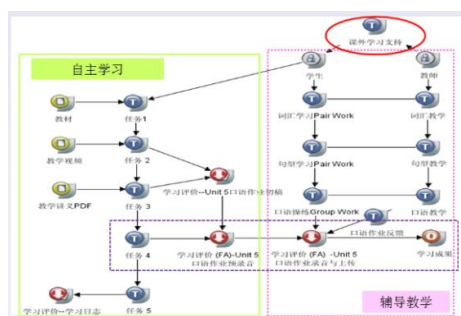 课外学习支持
自主学习
学生
教师
教材
任务1
词汇学习Pair Work
词汇教学
教学视频
任务 2
句型学习Pair Work
句型教学
学习评价--Unit 5口语作业初稿
教学讲义PDF
任务 3
口语操练Group Work
口语教学
口语作业反馈
任务 4
学习评价 (FA)-Unit 5
口语作业预录音
学习评价 (FA) -Unit 5
口语作业录音与上传
学习成果
学习评价--学习日志
任务 5
辅导教学